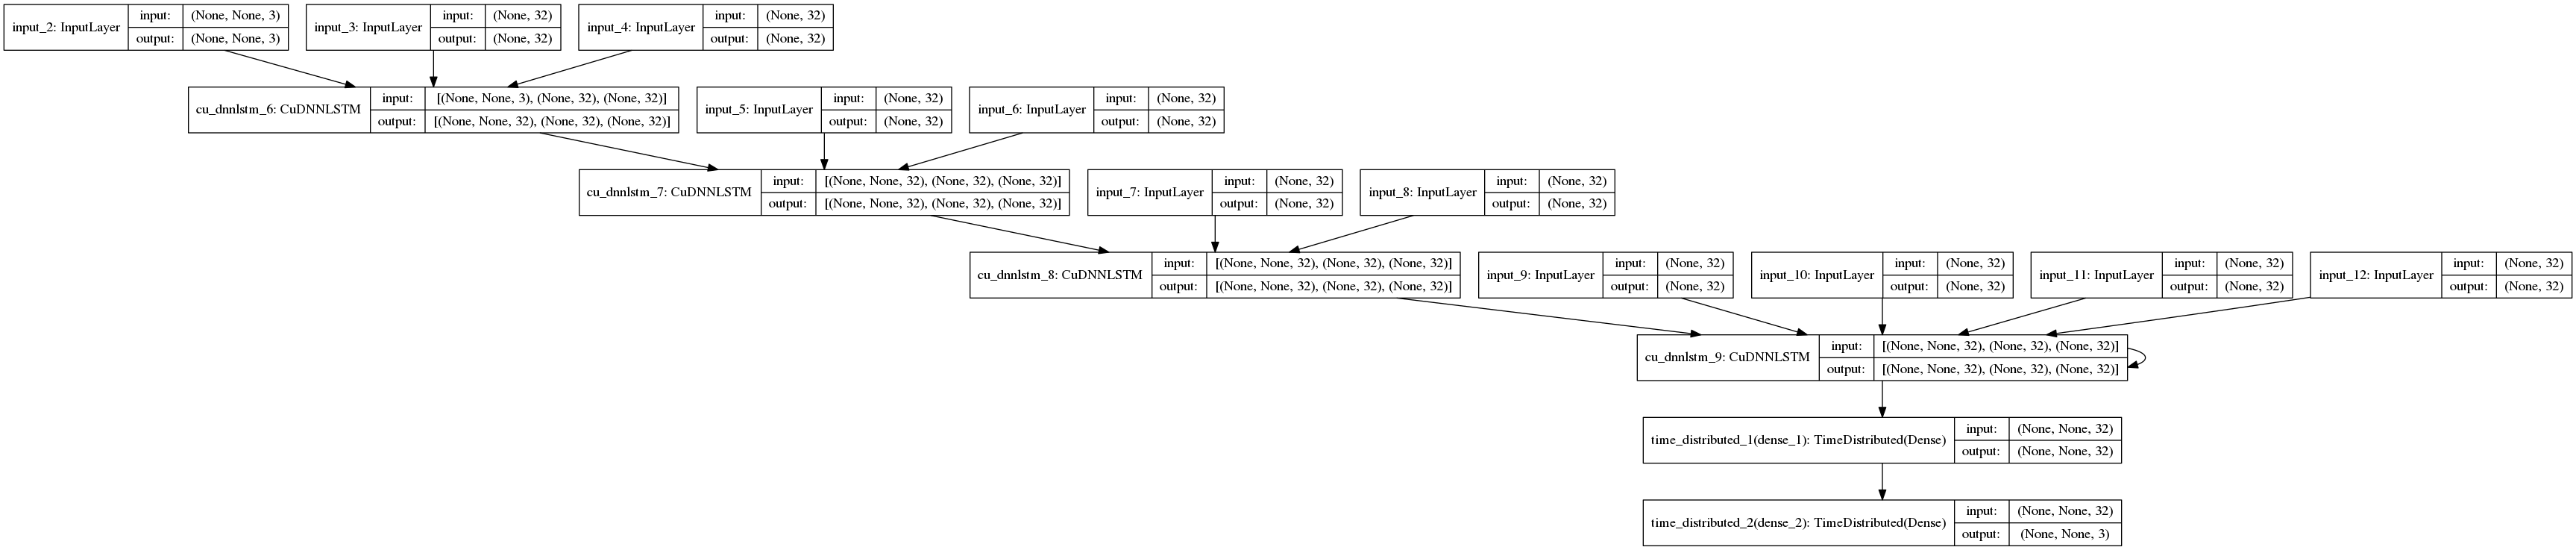 input_2: InputLayer input: (None, None, 3) output: (None, None, 3)
input_3: InputLayer input: (None, 32) output: (None, 32)
input_4: InputLayer input: (None, 32) output: (None, 32)
cu_dnnlstm_6: CuDNNLSTM input: [(None, None, 3), (None, 32), (None, 32)] output: [(None, None, 32), (None, 32), (None, 32)]
input_5: InputLayer input: (None, 32) output: (None, 32)
input_6: InputLayer input: (None, 32) output: (None, 32)
cu_dnnlstm_7: CuDNNLSTM input: [(None, None, 32), (None, 32), (None, 32)] output: [(None, None, 32), (None, 32), (None, 32)]
input_7: InputLayer input: (None, 32) output: (None, 32)
input_8: InputLayer input: (None, 32) output: (None, 32)
cu_dnnlstm_8: CuDNNLSTM input: [(None, None, 32), (None, 32), (None, 32)] output: [(None, None, 32), (None, 32), (None, 32)]
input_9: InputLayer input: (None, 32) output: (None, 32)
input_10: InputLayer input: (None, 32) output: (None, 32)
input_11: InputLayer input: (None, 32) output: (None, 32)
input_12: InputLayer input: (None, 32) output: (None, 32)
cu_dnnlstm_9: CuDNNLSTM input: [(None, None, 32), (None, 32), (None, 32)] output: [(None, None, 32), (None, 32), (None, 32)]
time_distributed_1(dense_1): TimeDistributed(Dense) input: (None, None, 32) output: (None, None, 32)
time_distributed_2(dense_2): TimeDistributed(Dense) input: (None, None, 32) output: (None, None, 3)